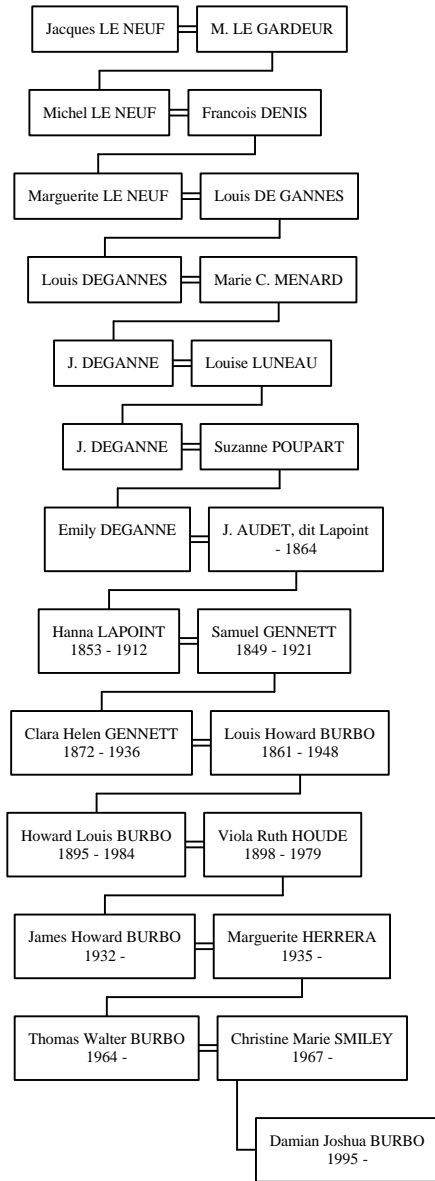 Jacques LE NEUF
M. LE GARDEUR
Michel LE NEUF
Francois DENIS
Marguerite LE NEUF
Louis DE GANNES
Louis DEGANNES
Marie C. MENARD
J. DEGANNE
Louise LUNEAU
J. DEGANNE
Suzanne POUPART
Emily DEGANNE
J. AUDET, dit Lapoint
- 1864
Hanna LAPOINT
1853 - 1912
Samuel GENNETT
1849 - 1921
Clara Helen GENNETT
1872 - 1936
Louis Howard BURBO
1861 - 1948
Howard Louis BURBO
1895 - 1984
Viola Ruth HOUDE
1898 - 1979
James Howard BURBO
1932 -
Marguerite HERRERA
1935 -
Thomas Walter BURBO
1964 -
Christine Marie SMILEY
1967 -
Damian Joshua BURBO
1995 -